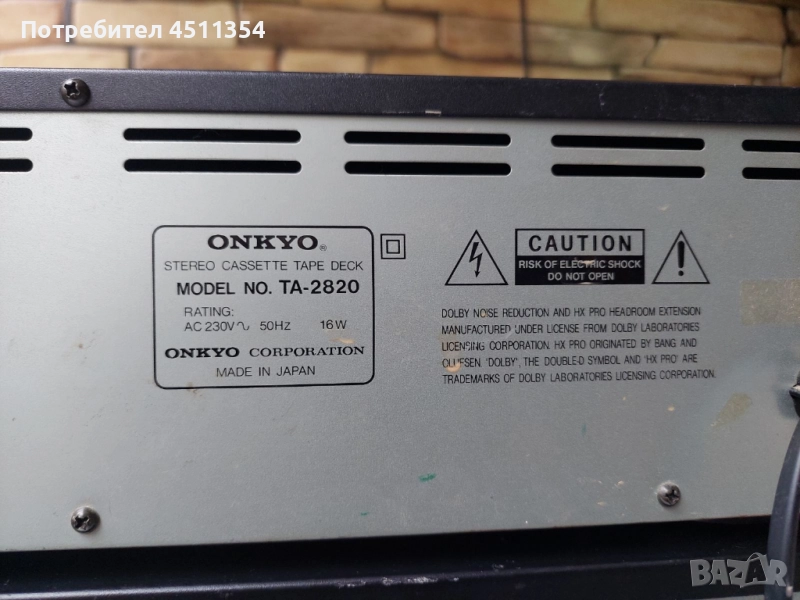 Потребител 4511354
ONKYO®
STEREO CASSETTE TAPE DECK
MODEL NO. TA-2820
RATING:
AC 230V∿ 50Hz 16W
ONKYO CORPORATION
MADE IN JAPAN
CAUTION
RISK OF ELECTRIC SHOCK
DO NOT OPEN
DOLBY NOISE REDUCTION AND HX PRO HEADROOM EXTENSION
MANUFACTURED UNDER LICENSE FROM DOLBY LABORATORIES
LICENSING CORPORATION. HX PRO ORIGINATED BY BANG AND
OLUFSEN. 'DOLBY', THE DOUBLE-D SYMBOL AND 'HX PRO' ARE
TRADEMARKS OF DOLBY LABORATORIES LICENSING CORPORATION.
BAZAR